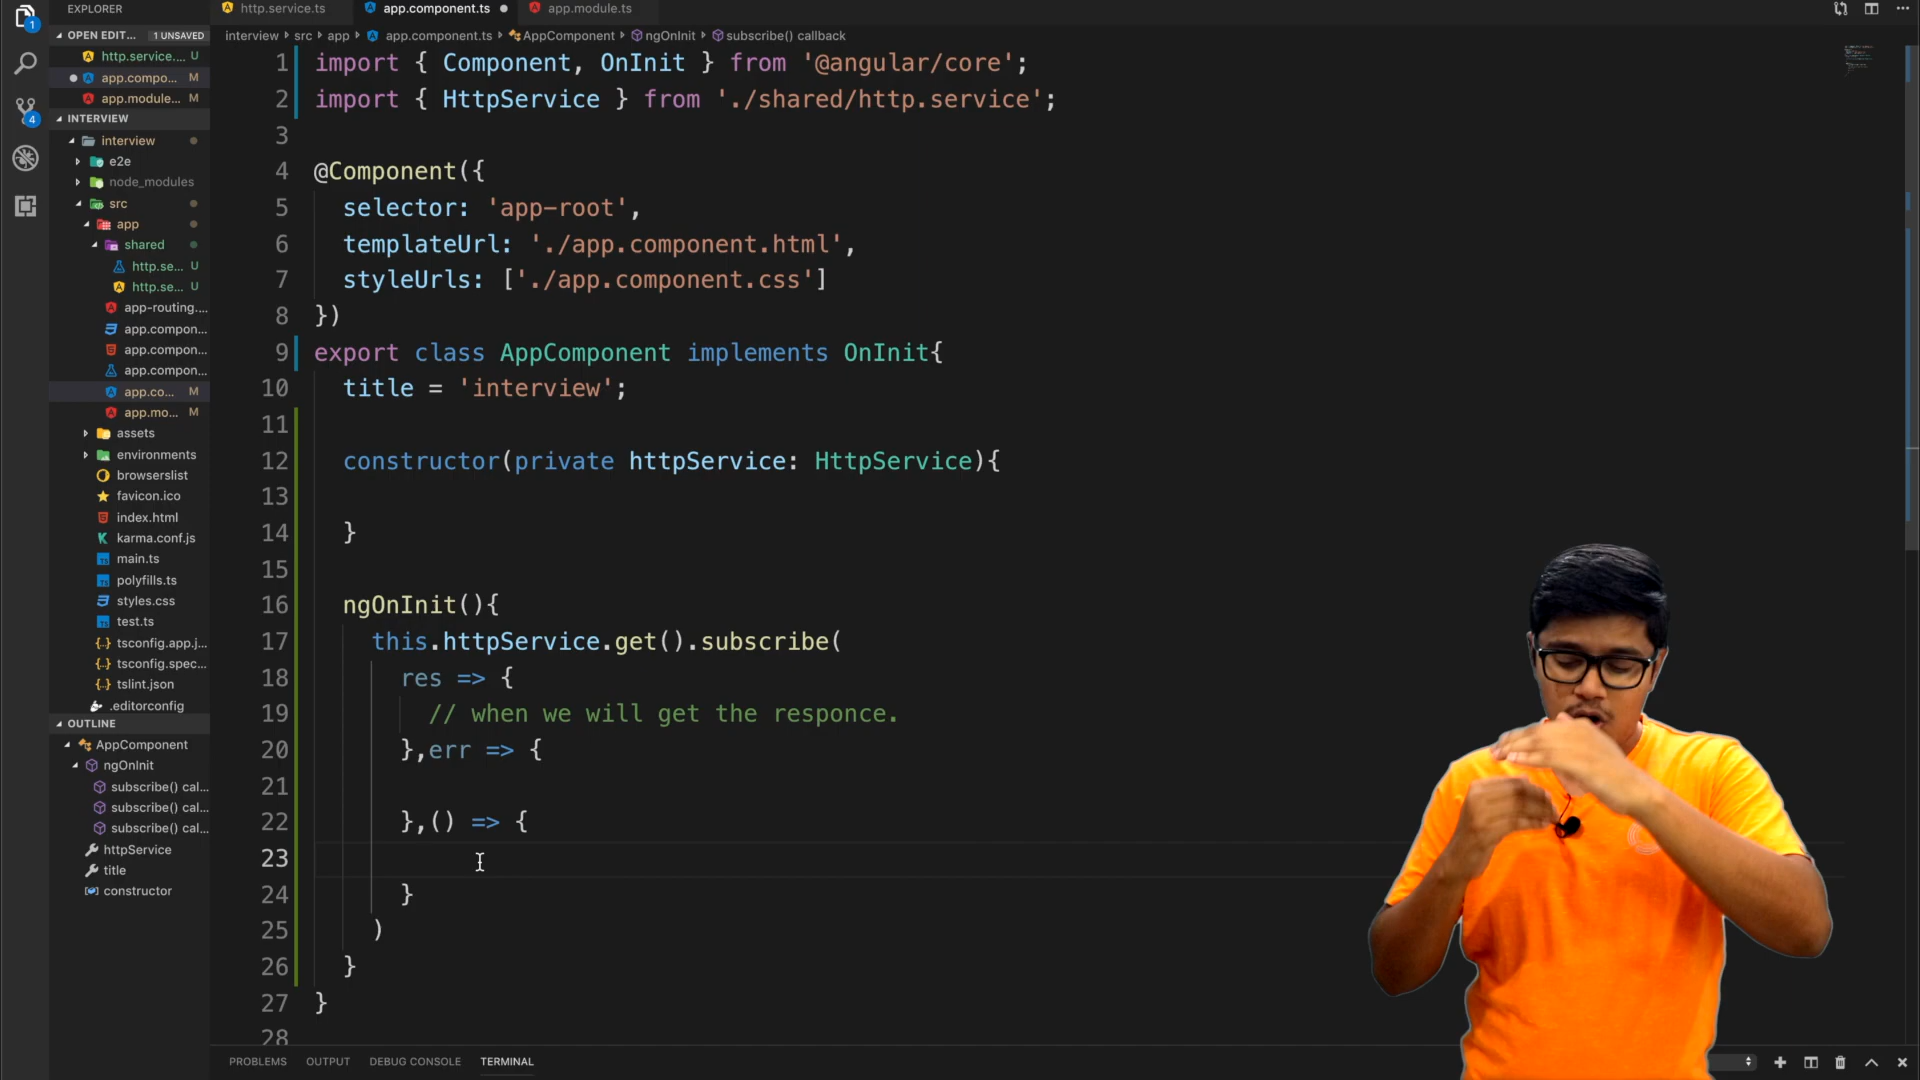 EXPLORER
http.service.ts
app.component.ts
app.module.ts
OPEN EDIT...
1 UNSAVED
interview › src › app › app.component.ts › AppComponent › ngOnInit › subscribe() callback
http.service.... U
app.compo... M
app.module... M
INTERVIEW
interview
e2e
node_modules
src
app
shared
http.se... U
http.se... U
app-routing....
app.compon...
app.compon...
app.compon...
app.co... M
app.mo... M
assets
environments
browserslist
favicon.ico
index.html
karma.conf.js
main.ts
polyfills.ts
styles.css
test.ts
tsconfig.app.j...
tsconfig.spec...
tslint.json
.editorconfig
OUTLINE
AppComponent
ngOnInit
subscribe() cal...
subscribe() cal...
subscribe() cal...
httpService
title
constructor
1
4
1 import { Component, OnInit } from '@angular/core';
2 import { HttpService } from './shared/http.service';
3
4 @Component({
5 selector: 'app-root',
6 templateUrl: './app.component.html',
7 styleUrls: ['./app.component.css']
8 })
9 export class AppComponent implements OnInit{
10 title = 'interview';
11
12 constructor(private httpService: HttpService){
13
14 }
15
16 ngOnInit(){
17 this.httpService.get().subscribe(
18 res => {
19 // when we will get the responce.
20 },err => {
21
22 },() => {
23
24 }
25 )
26 }
27 }
28
PROBLEMS OUTPUT DEBUG CONSOLE TERMINAL